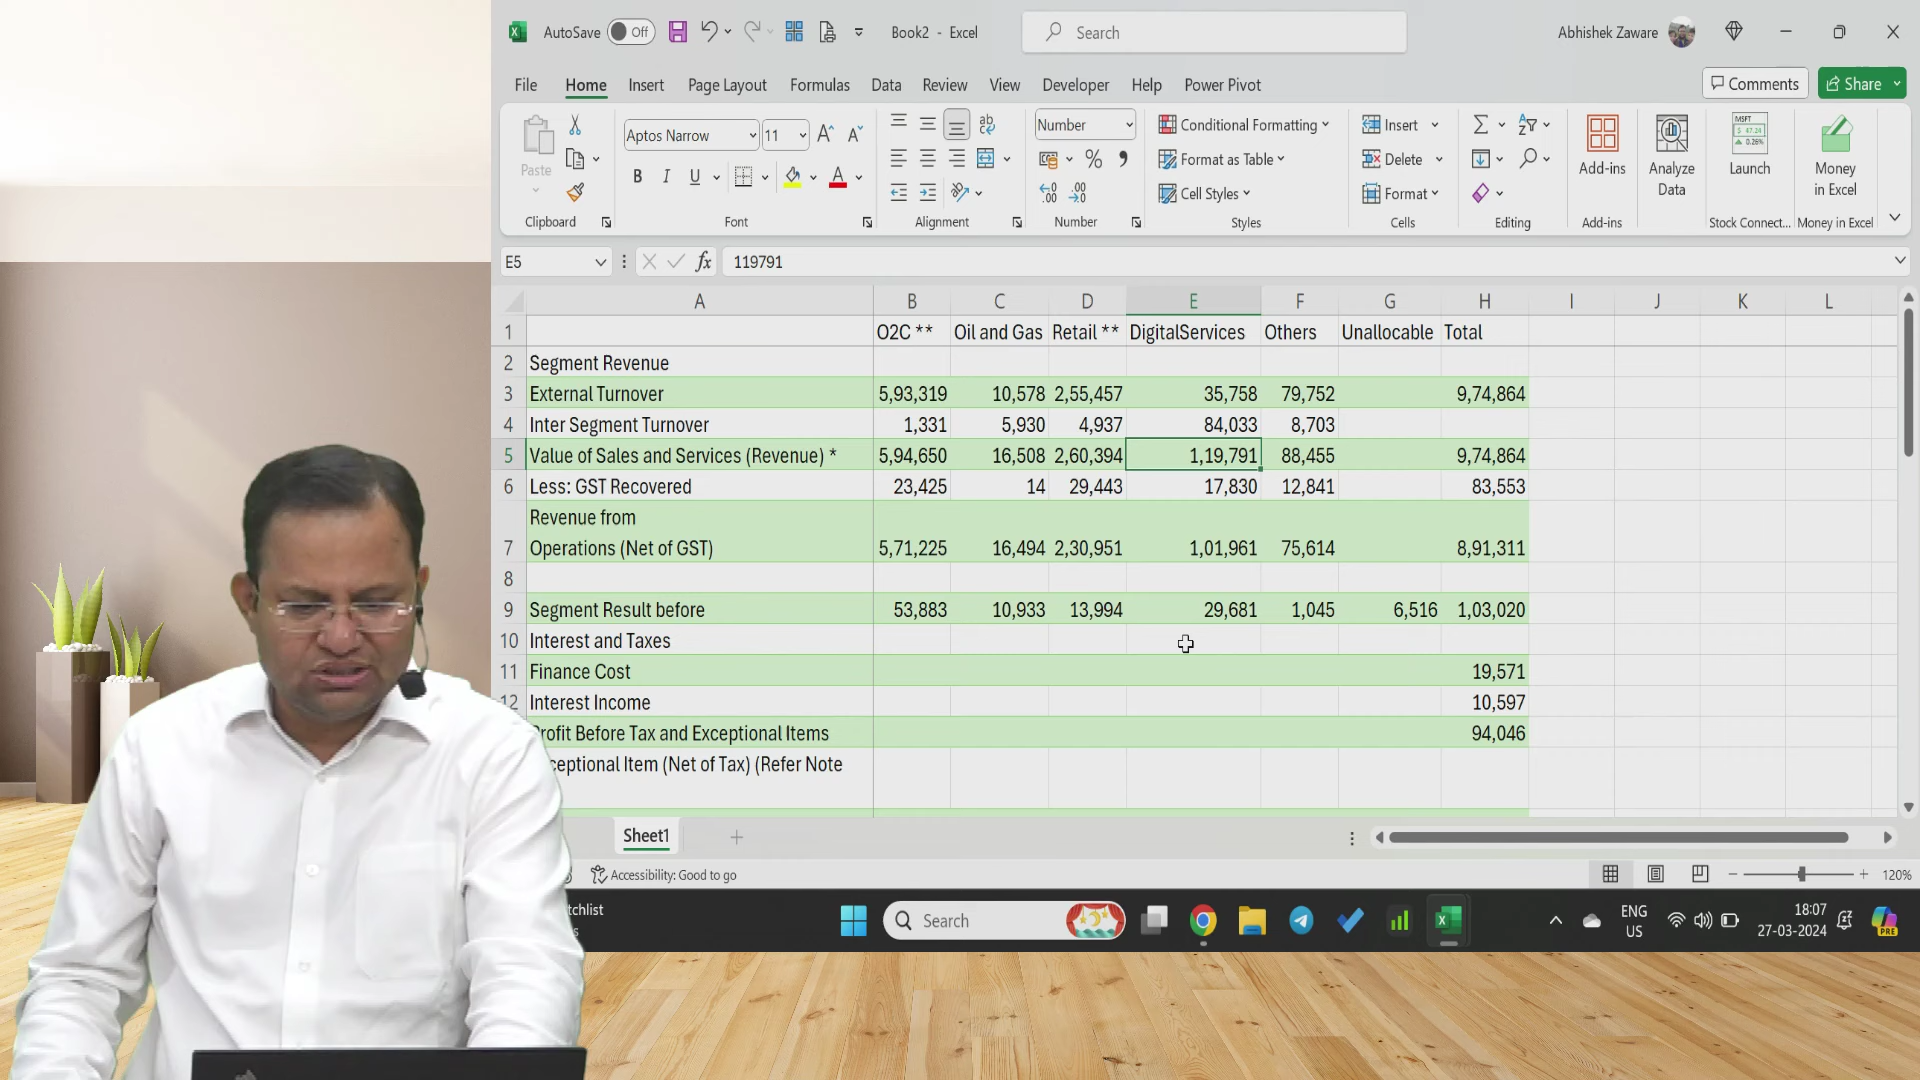 AutoSave Off Book2 - Excel Search Abhishek Zaware
File Home Insert Page Layout Formulas Data Review View Developer Help Power Pivot Comments Share
Paste Aptos Narrow 11 Number Conditional Formatting Insert MSFT
B I U % Format as Table Delete Add-ins Analyze Data Launch Money in Excel
Cell Styles Format
Clipboard Font Alignment Number Styles Cells Editing Add-ins Stock Connect... Money in Excel
E5 fx 119791
A B C D E F G H I J K L
1 O2C ** Oil and Gas Retail ** DigitalServices Others Unallocable Total
2 Segment Revenue
3 External Turnover 5,93,319 10,578 2,55,457 35,758 79,752 9,74,864
4 Inter Segment Turnover 1,331 5,930 4,937 84,033 8,703
5 Value of Sales and Services (Revenue) * 5,94,650 16,508 2,60,394 1,19,791 88,455 9,74,864
6 Less: GST Recovered 23,425 14 29,443 17,830 12,841 83,553
Revenue from
7 Operations (Net of GST) 5,71,225 16,494 2,30,951 1,01,961 75,614 8,91,311
8
9 Segment Result before 53,883 10,933 13,994 29,681 1,045 6,516 1,03,020
10 Interest and Taxes
11 Finance Cost 19,571
12 Interest Income 10,597
rofit Before Tax and Exceptional Items 94,046
ceptional Item (Net of Tax) (Refer Note
Sheet1
Accessibility: Good to go 120%
tchlist
Search ENG US 18:07 27-03-2024 PRE